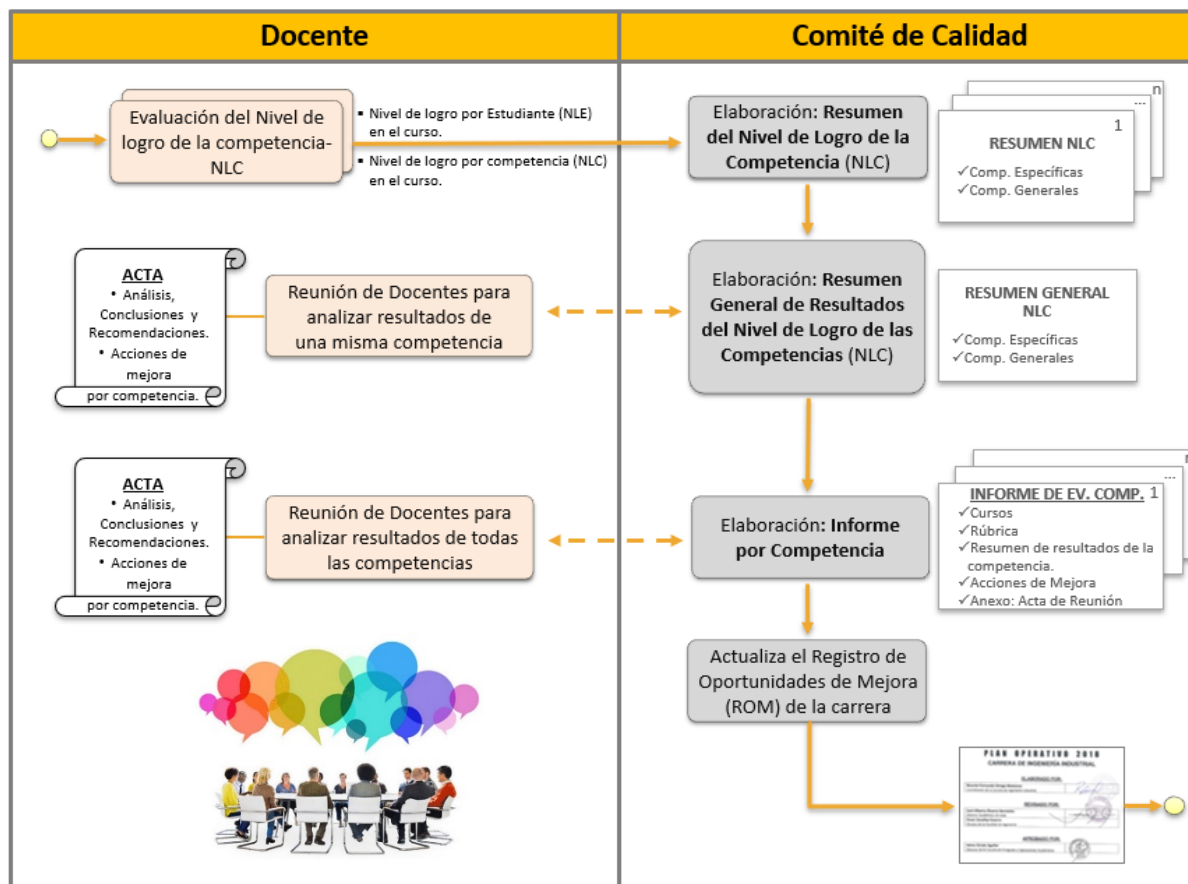 Docente
Comité de Calidad
Evaluación del Nivel de
logro de la competencia-
NLC
▪ Nivel de logro por Estudiante (NLE)
en el curso.
▪ Nivel de logro por competencia (NLC)
en el curso.
Elaboración: Resumen
del Nivel de Logro de la
Competencia (NLC)
n
...
1
RESUMEN NLC
✓Comp. Específicas
✓Comp. Generales
ACTA
• Análisis,
Conclusiones y
Recomendaciones.
• Acciones de
mejora
por competencia.
Reunión de Docentes para
analizar resultados de
una misma competencia
Elaboración: Resumen
General de Resultados
del Nivel de Logro de las
Competencias (NLC)
RESUMEN GENERAL
NLC
✓Comp. Específicas
✓Comp. Generales
ACTA
• Análisis,
Conclusiones y
Recomendaciones.
• Acciones de
mejora
por competencia.
Reunión de Docentes para
analizar resultados de todas
las competencias
Elaboración: Informe
por Competencia
...
INFORME DE EV. COMP. 1
✓Cursos
✓Rúbrica
✓Resumen de resultados de la
competencia.
✓Acciones de Mejora
✓Anexo: Acta de Reunión
Actualiza el Registro de
Oportunidades de Mejora
(ROM) de la carrera
PLAN OPERATIVO 2018
CARRERA DE INGENIERÍA INDUSTRIAL
ELABORADO POR:
REVISADO POR:
APROBADO POR: